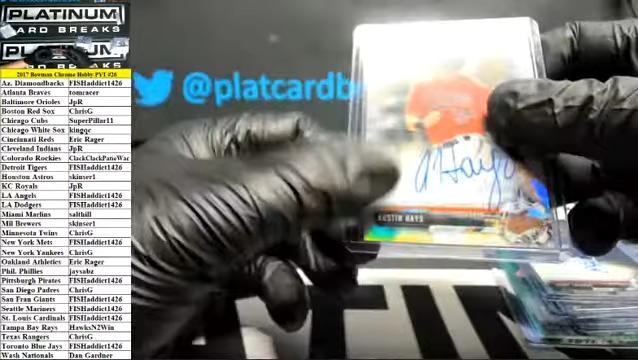 PLATINUM
ARD BREAKS
2017 Bowman Chrome Hobby PYT #26
Az. Diamondbacks FISHaddict1426
Atlanta Braves tomracer
Baltimore Orioles JpR
Boston Red Sox ChrisG
Chicago Cubs SuperPillar11
Chicago White Sox kingqc
Cincinnati Reds Eric Rager
Cleveland Indians JpR
Colorado Rockies ClackClackPatioWac
Detroit Tigers FISHaddict1426
Houston Astros skinser1
KC Royals JpR
LA Angels FISHaddict1426
LA Dodgers FISHaddict1426
Miami Marlins salthill
Mil Brewers skinser1
Minnesota Twins ChrisG
New York Mets FISHaddict1426
New York Yankees ChrisG
Oakland Athletics Eric Rager
Phil. Phillies jaysabz
Pittsburgh Pirates FISHaddict1426
San Diego Padres ChrisG
San Fran Giants FISHaddict1426
Seattle Mariners FISHaddict1426
St. Louis Cardinals FISHaddict1426
Tampa Bay Rays HawksN2Win
Texas Rangers ChrisG
Toronto Blue Jays FISHaddict1426
Wash Nationals Dan Gardner
@platcardb
AUSTIN HAYS